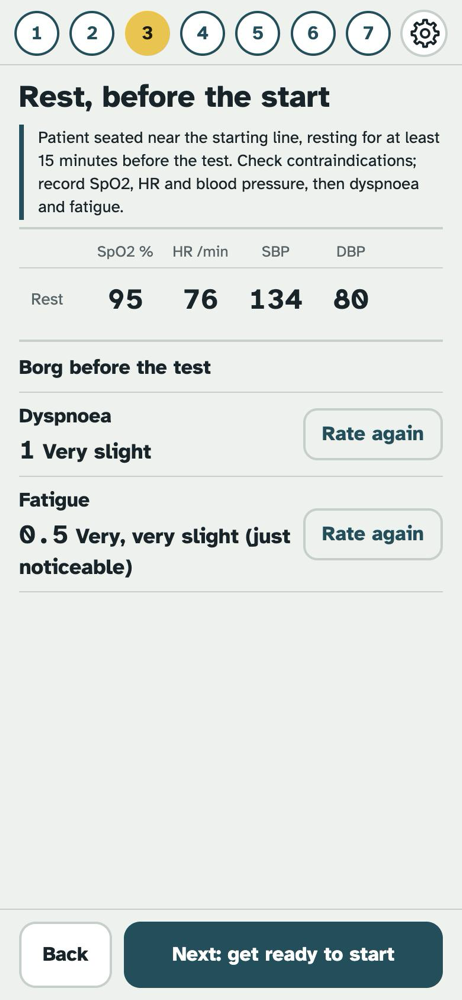 1 2 3 4 5 6 7
Rest, before the start
Patient seated near the starting line, resting for at least
15 minutes before the test. Check contraindications;
record SpO2, HR and blood pressure, then dyspnoea
and fatigue.
SpO2 % HR /min SBP DBP
Rest 95 76 134 80
Borg before the test
Dyspnoea
1 Very slight
Rate again
Fatigue
0.5 Very, very slight (just
noticeable)
Rate again
Back Next: get ready to start